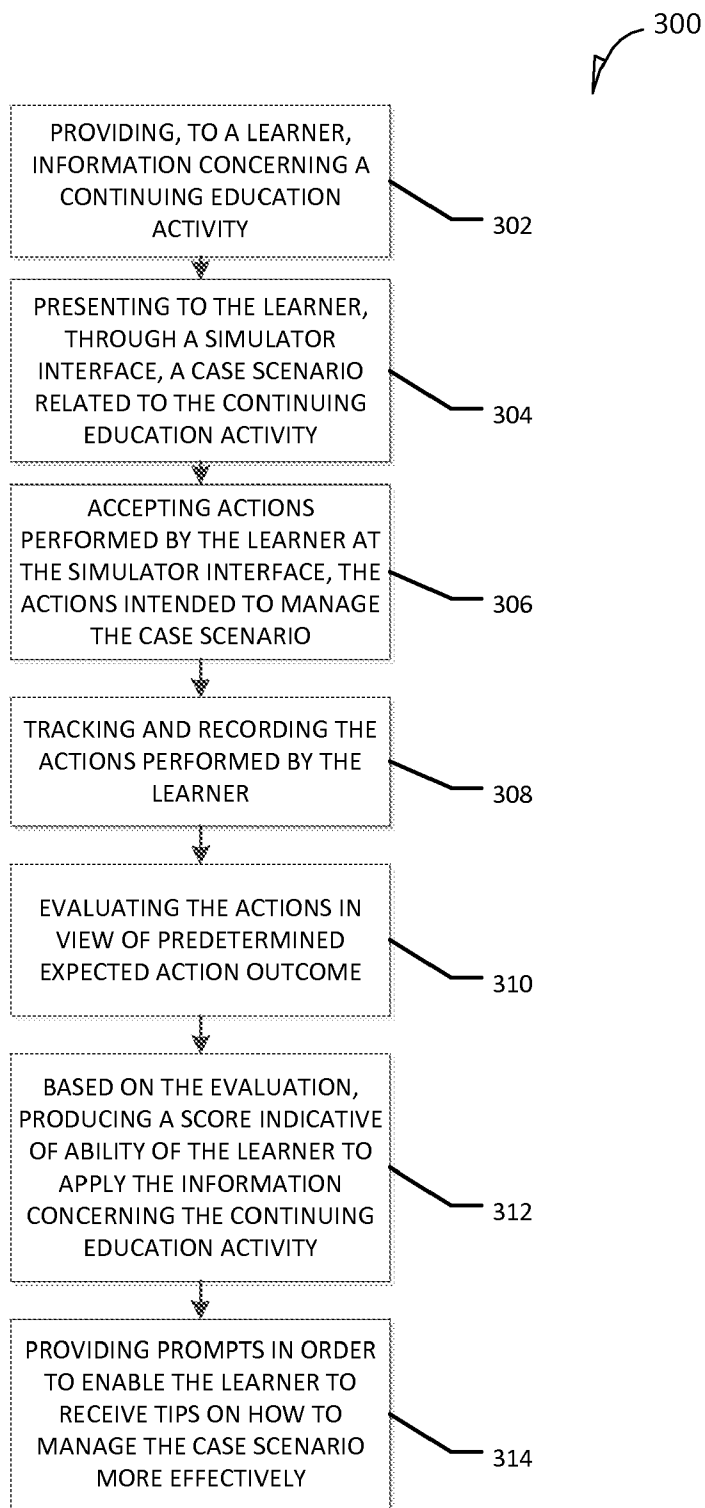 300
PROVIDING, TO A LEARNER,
INFORMATION CONCERNING A
CONTINUING EDUCATION
ACTIVITY
302
PRESENTING TO THE LEARNER,
THROUGH A SIMULATOR
INTERFACE, A CASE SCENARIO
RELATED TO THE CONTINUING
EDUCATION ACTIVITY
304
ACCEPTING ACTIONS
PERFORMED BY THE LEARNER AT
THE SIMULATOR INTERFACE, THE
ACTIONS INTENDED TO MANAGE
THE CASE SCENARIO
306
TRACKING AND RECORDING THE
ACTIONS PERFORMED BY THE
LEARNER
308
EVALUATING THE ACTIONS IN
VIEW OF PREDETERMINED
EXPECTED ACTION OUTCOME
310
BASED ON THE EVALUATION,
PRODUCING A SCORE INDICATIVE
OF ABILITY OF THE LEARNER TO
APPLY THE INFORMATION
CONCERNING THE CONTINUING
EDUCATION ACTIVITY
312
PROVIDING PROMPTS IN ORDER
TO ENABLE THE LEARNER TO
RECEIVE TIPS ON HOW TO
MANAGE THE CASE SCENARIO
MORE EFFECTIVELY
314